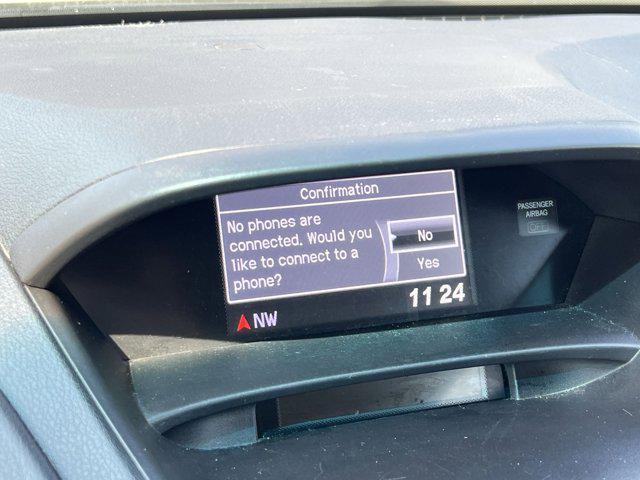 Confirmation
No phones are
connected. Would you
like to connect to a
phone?
No
Yes
NW
11 24
PASSENGER
AIRBAG
OFF